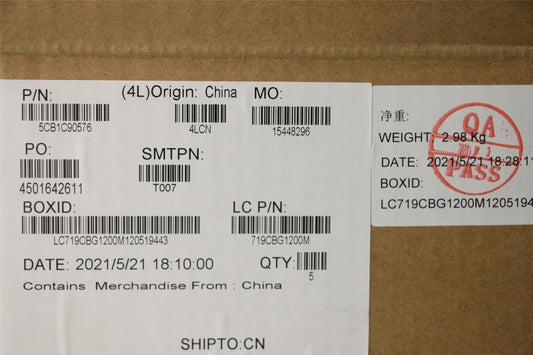 P/N:
5CB1C90576
(4L)Origin: China
4LCN
MO:
15448296
PO:
4501642611
SMTPN:
T007
BOXID:
LC719CBG1200M120519443
LC P/N:
719CBG1200M
DATE: 2021/5/21 18:10:00
QTY:
5
Contains Merchandise From : China
SHIPTO:CN
净重:
WEIGHT: 2.98 Kg
DATE: 2021/5/21 18:28:11
BOXID:
LC719CBG1200M1205194
QA
PASS